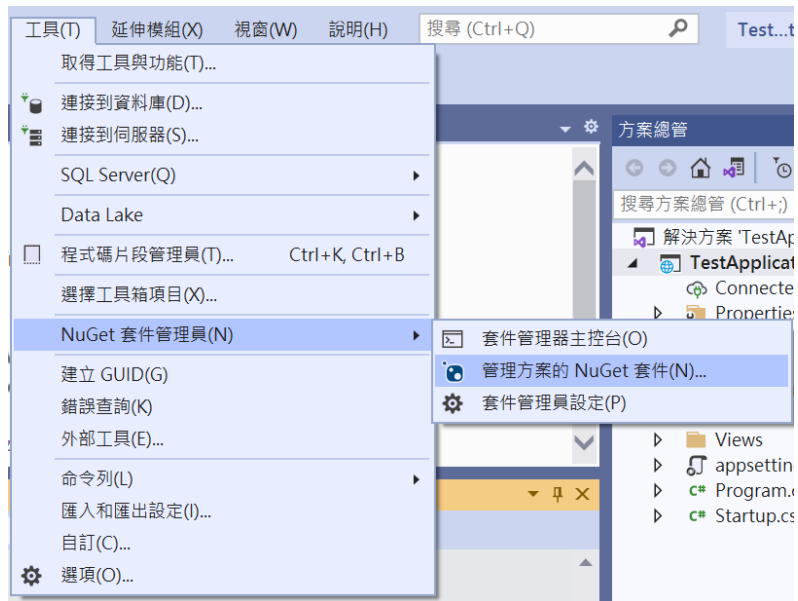 工具(T) 延伸模組(X) 視窗(W) 說明(H) 搜尋 (Ctrl+Q) Test...t
取得工具與功能(T)...
連接到資料庫(D)...
連接到伺服器(S)...
SQL Server(Q)
Data Lake
程式碼片段管理員(T)... Ctrl+K, Ctrl+B
選擇工具箱項目(X)...
NuGet 套件管理員(N)
建立 GUID(G)
錯誤查詢(K)
外部工具(E)...
命令列(L)
匯入和匯出設定(I)...
自訂(C)...
選項(O)...
套件管理器主控台(O)
管理方案的 NuGet 套件(N)...
套件管理員設定(P)
方案總管
搜尋方案總管 (Ctrl+;)
解決方案 'TestAp
TestApplicat
Connecte
Properties
Views
appsettin
C# Program.c
C# Startup.cs